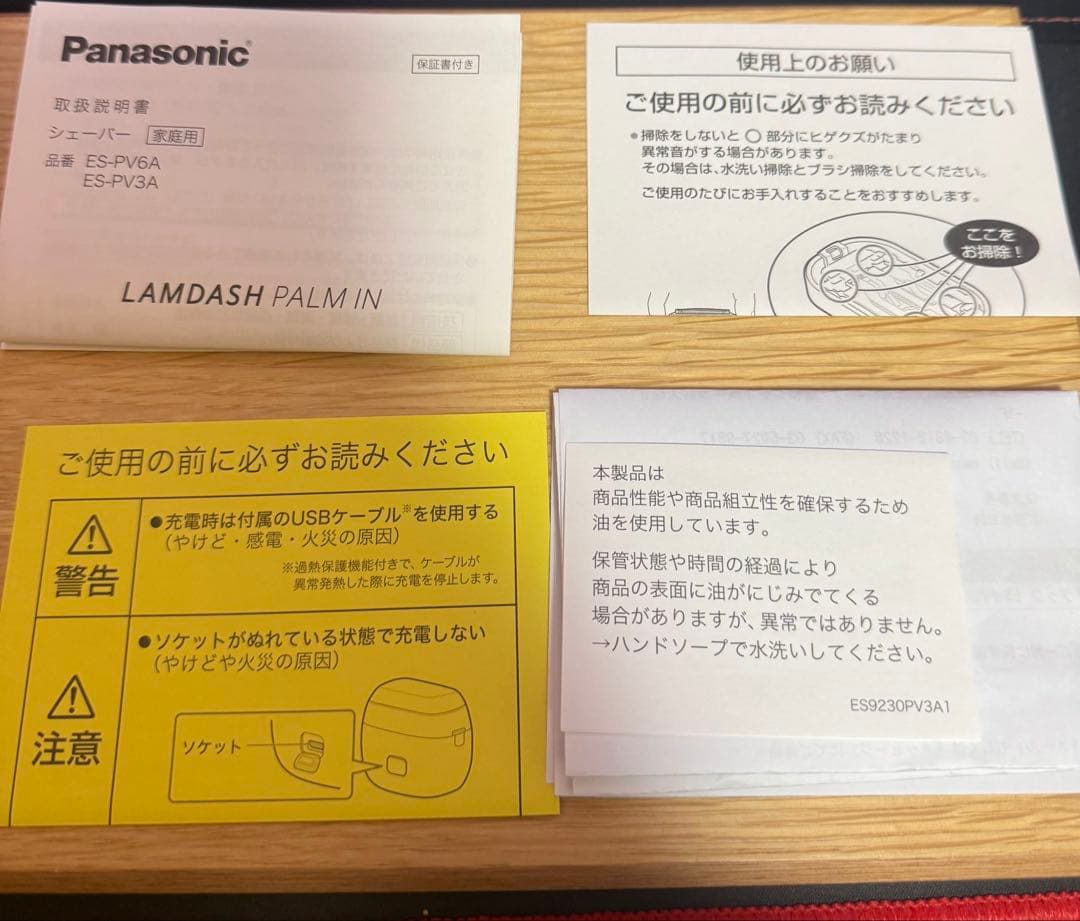 Panasonic
保証書付き
取扱説明書
シェーバー 家庭用
品番 ES-PV6A
ES-PV3A
LAMDASH PALM IN
使用上のお願い
ご使用の前に必ずお読みください
●掃除をしないと ○ 部分にヒゲクズがたまり
異常音がする場合があります。
その場合は、水洗い掃除とブラシ掃除をしてください。
ご使用のたびにお手入れすることをおすすめします。
ここを
お掃除!
ご使用の前に必ずお読みください
警告
●充電時は付属のUSBケーブル※を使用する
(やけど・感電・火災の原因)
※過熱保護機能付きで、ケーブルが
異常発熱した際に充電を停止します。
注意
●ソケットがぬれている状態で充電しない
(やけどや火災の原因)
ソケット
本製品は
商品性能や商品組立性を確保するため
油を使用しています。
保管状態や時間の経過により
商品の表面に油がにじみでてくる
場合がありますが、異常ではありません。
→ハンドソープで水洗いしてください。
ES9230PV3A1